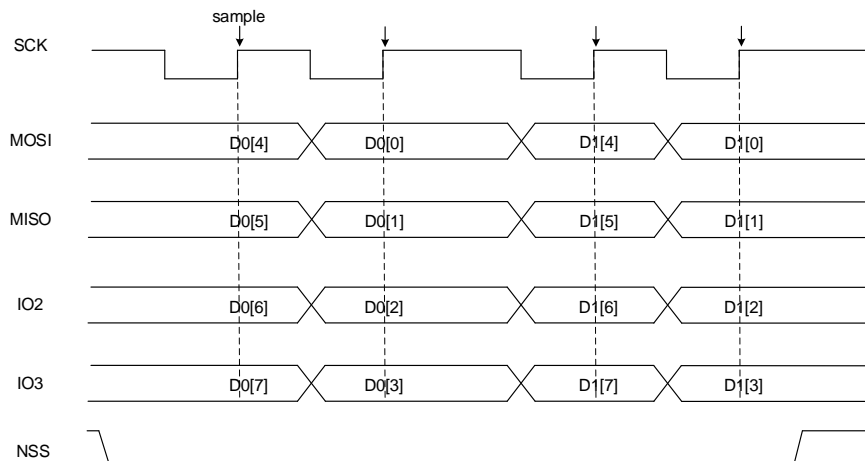 sample
SCK
MOSI D0[4] D0[0] D1[4] D1[0]
MISO D0[5] D0[1] D1[5] D1[1]
IO2 D0[6] D0[2] D1[6] D1[2]
IO3 D0[7] D0[3] D1[7] D1[3]
NSS